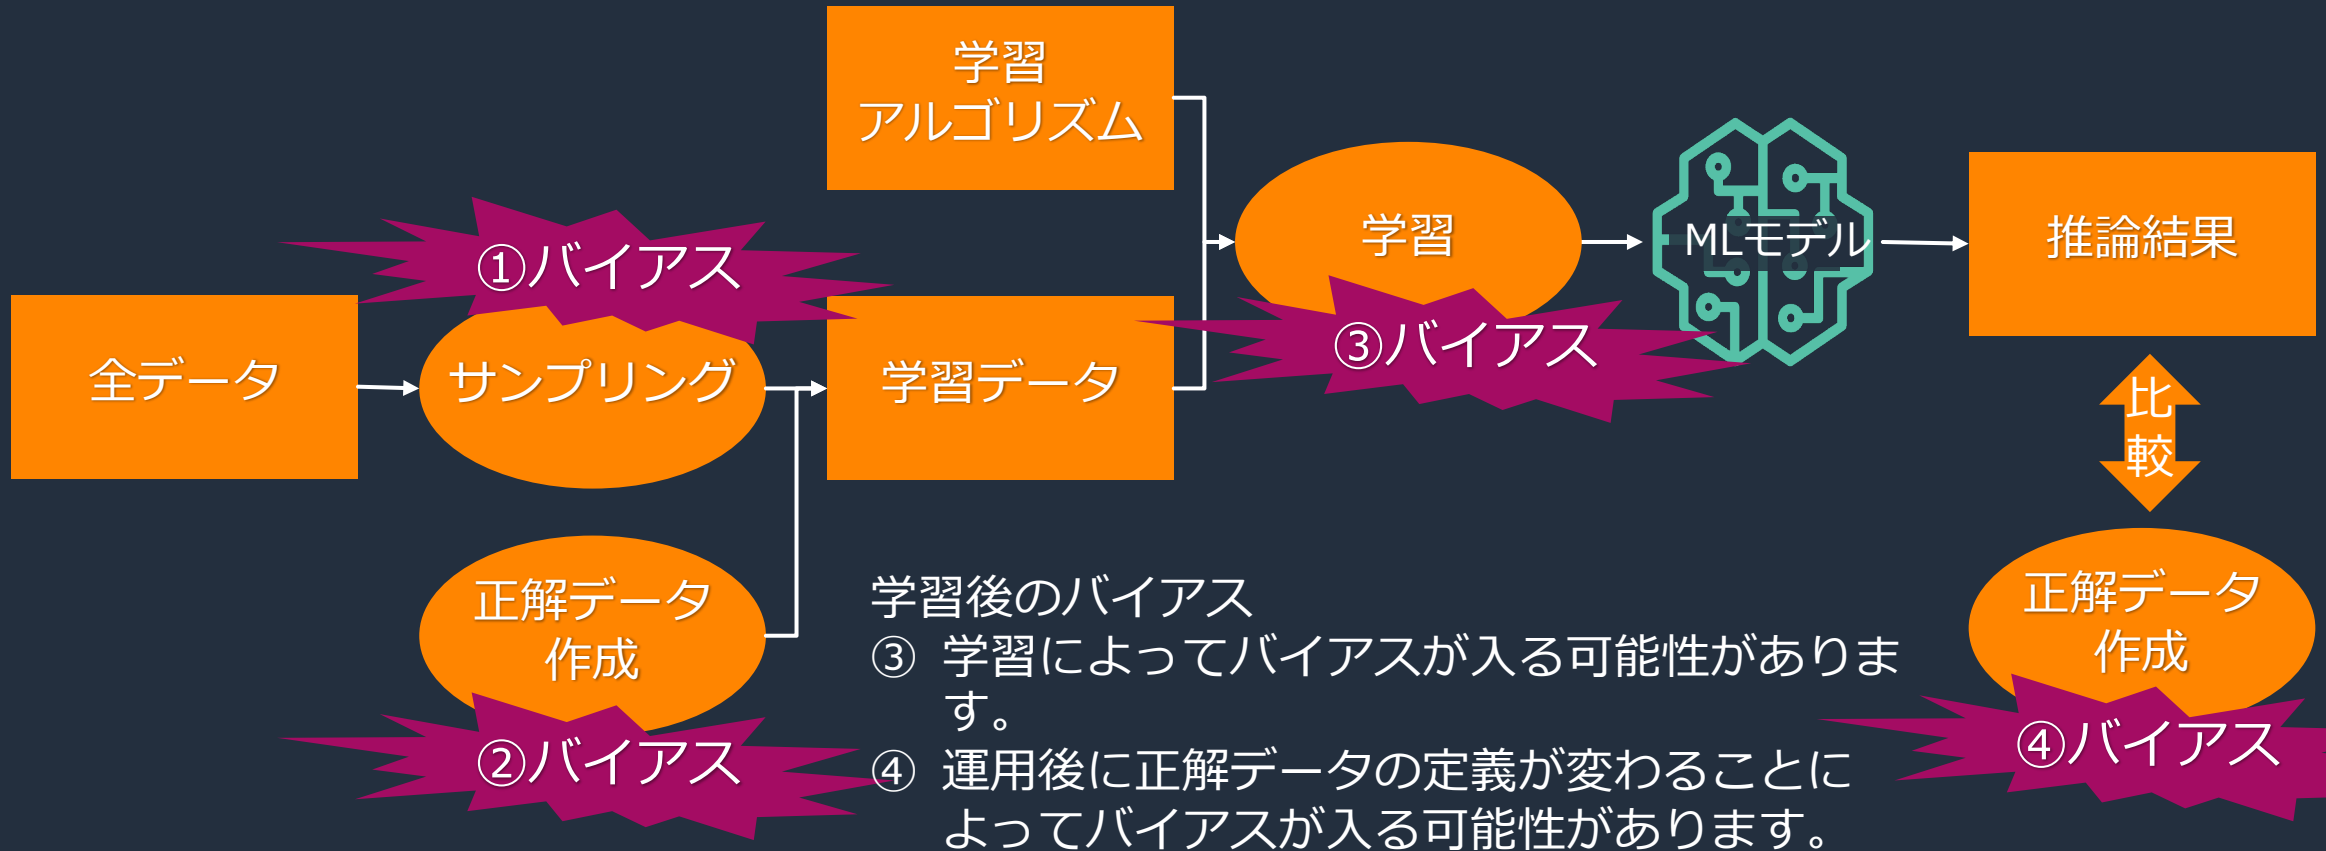 学習
アルゴリズム
①バイアス
全データ
サンプリング
学習データ
学習
③バイアス
MLモデル
推論結果
比
較
正解データ
作成
②バイアス
学習後のバイアス
③ 学習によってバイアスが入る可能性がありま
す。
④ 運用後に正解データの定義が変わることに
よってバイアスが入る可能性があります。
正解データ
作成
④バイアス